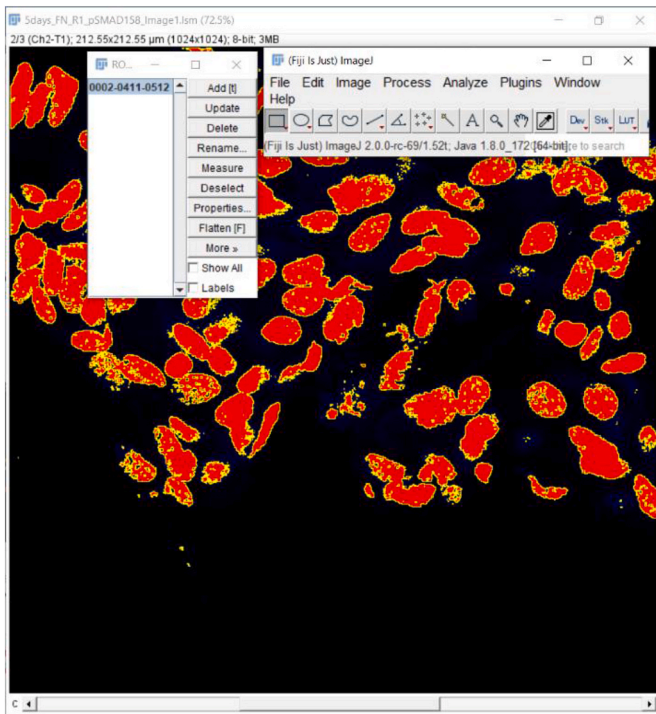 5days_FN_R1_pSMAD158_Image1.lsm (72.5%)
2/3 (Ch2-T1); 212.55x212.55 µm (1024x1024); 8-bit; 3MB
RO...
0002-0411-0512
Add [t]
Update
Delete
Rename...
Measure
Deselect
Properties...
Flatten [F]
More »
Show All
Labels
(Fiji Is Just) ImageJ
File Edit Image Process Analyze Plugins Window
Help
A Dev Stk LUT
(Fiji Is Just) ImageJ 2.0.0-rc-69/1.52t; Java 1.8.0_172 [64-bit]; re to search
c